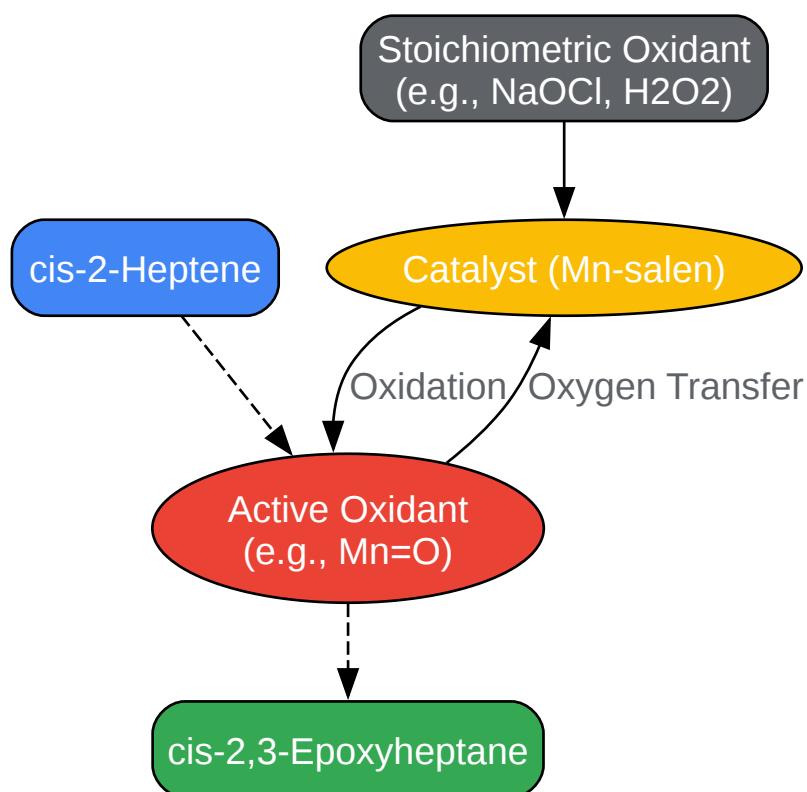 Stoichiometric Oxidant
(e.g., NaOCl, H2O2)
cis-2-Heptene
Catalyst (Mn-salen)
Oxidation
Oxygen Transfer
Active Oxidant
(e.g., Mn=O)
cis-2,3-Epoxyheptane